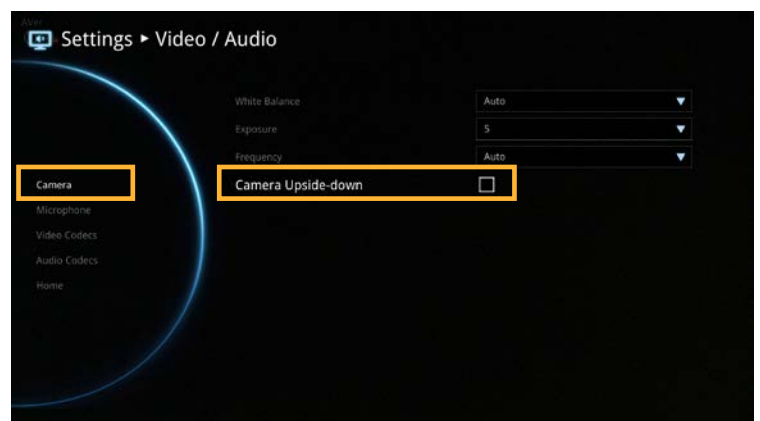 AVer
Settings ▸ Video / Audio
White Balance Auto ▼
Exposure 5 ▼
Frequency Auto ▼
Camera Camera Upside-down
Microphone
Video Codecs
Audio Codecs
Home